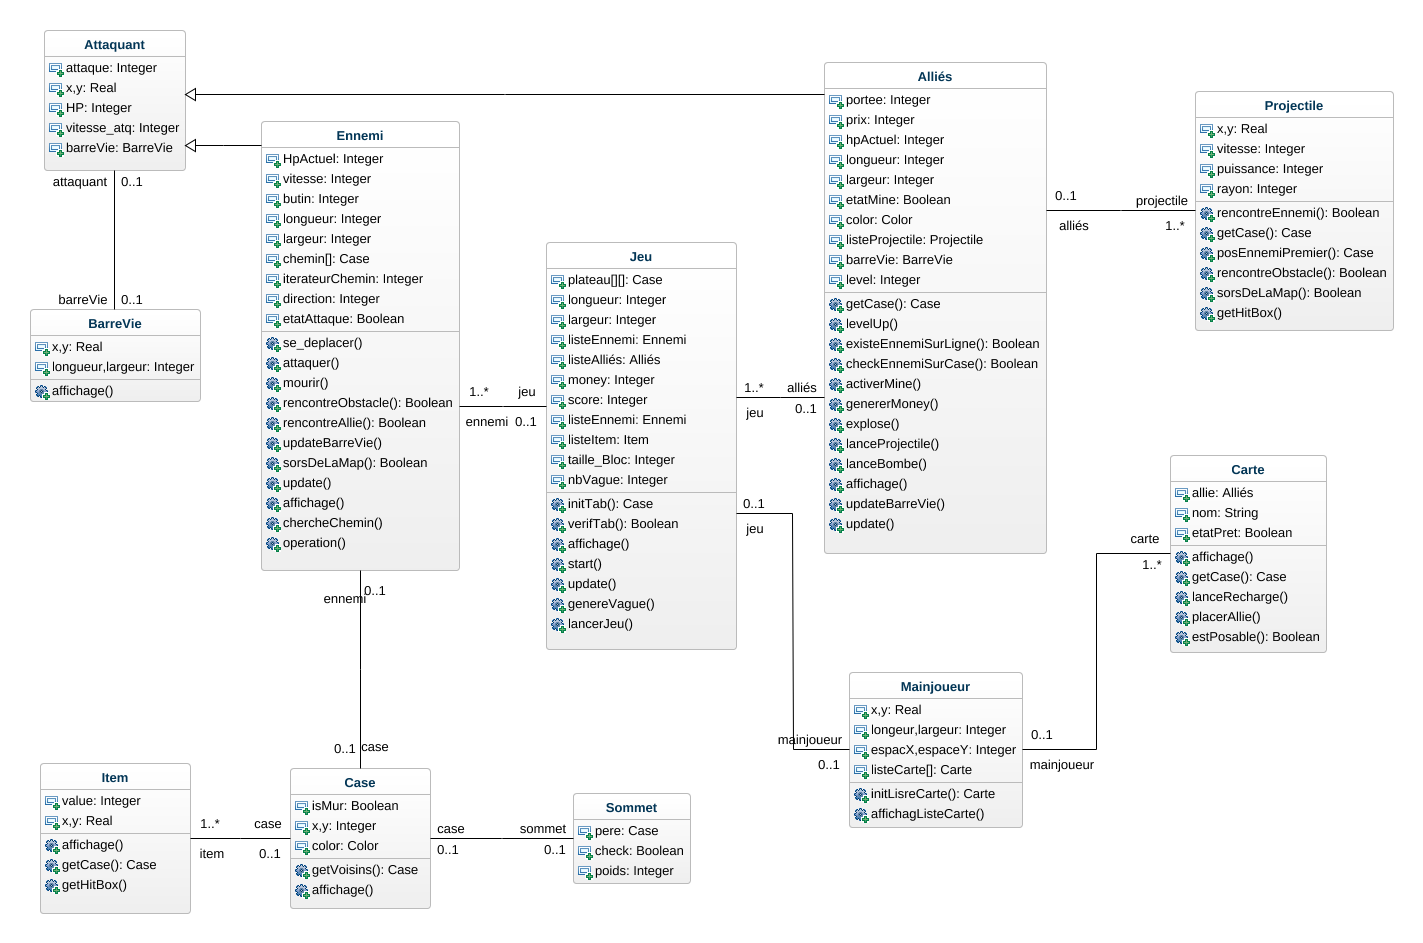 Attaquant
attaque: Integer
x,y: Real
HP: Integer
vitesse_atq: Integer
barreVie: BarreVie
attaquant 0..1
barreVie 0..1
BarreVie
x,y: Real
longueur,largeur: Integer
affichage()
Ennemi
HpActuel: Integer
vitesse: Integer
butin: Integer
longueur: Integer
largeur: Integer
chemin[]: Case
iterateurChemin: Integer
direction: Integer
etatAttaque: Boolean
se_deplacer()
attaquer()
mourir()
rencontreObstacle(): Boolean
rencontreAllie(): Boolean
updateBarreVie()
sorsDeLaMap(): Boolean
update()
affichage()
chercheChemin()
operation()
1..* jeu
ennemi 0..1
0..1
ennemi
0..1 case
Jeu
plateau[][]: Case
longueur: Integer
largeur: Integer
listeEnnemi: Ennemi
listeAlliés: Alliés
money: Integer
score: Integer
listeEnnemi: Ennemi
listeItem: Item
taille_Bloc: Integer
nbVague: Integer
initTab(): Case
verifTab(): Boolean
affichage()
start()
update()
genereVague()
lancerJeu()
1..* alliés
jeu 0..1
0..1
jeu
Alliés
portee: Integer
prix: Integer
hpActuel: Integer
longueur: Integer
largeur: Integer
etatMine: Boolean
color: Color
listeProjectile: Projectile
barreVie: BarreVie
level: Integer
getCase(): Case
levelUp()
existeEnnemiSurLigne(): Boolean
checkEnnemiSurCase(): Boolean
activerMine()
genererMoney()
explose()
lanceProjectile()
lanceBombe()
affichage()
updateBarreVie()
update()
0..1 projectile
alliés 1..*
Projectile
x,y: Real
vitesse: Integer
puissance: Integer
rayon: Integer
rencontreEnnemi(): Boolean
getCase(): Case
posEnnemiPremier(): Case
rencontreObstacle(): Boolean
sorsDeLaMap(): Boolean
getHitBox()
Carte
allie: Alliés
nom: String
etatPret: Boolean
affichage()
getCase(): Case
lanceRecharge()
placerAllie()
estPosable(): Boolean
carte
1..*
Mainjoueur
x,y: Real
longeur,largeur: Integer
espacX,espaceY: Integer
listeCarte[]: Carte
initLisreCarte(): Carte
affichagListeCarte()
mainjoueur
0..1
0..1
mainjoueur
Item
value: Integer
x,y: Real
affichage()
getCase(): Case
getHitBox()
1..* case
item 0..1
Case
isMur: Boolean
x,y: Integer
color: Color
getVoisins(): Case
affichage()
case sommet
0..1 0..1
Sommet
pere: Case
check: Boolean
poids: Integer